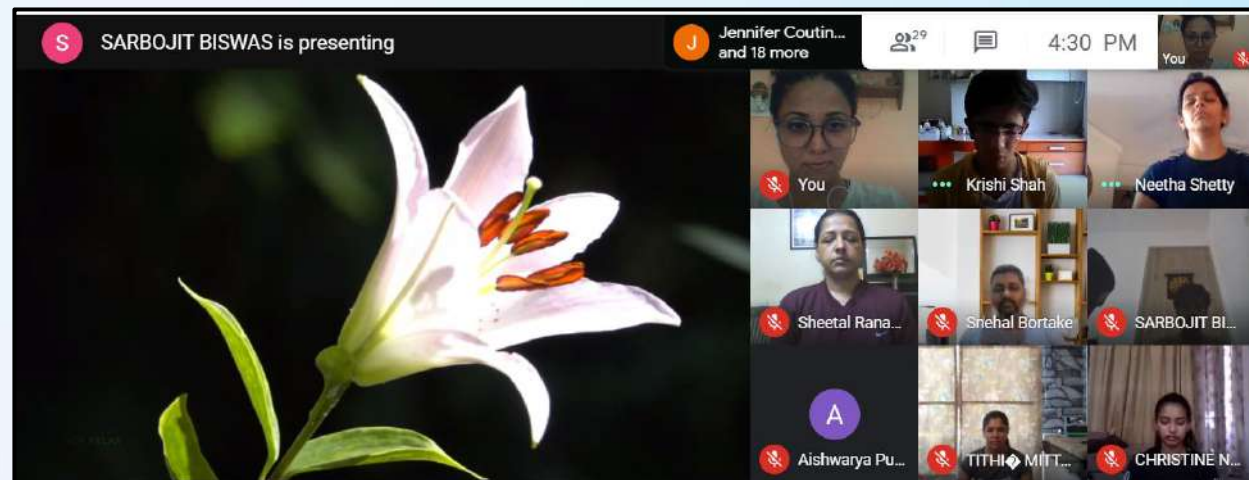 S SARBOJIT BISWAS is presenting
J Jennifer Coutin...
and 18 more
29
4:30 PM
You
You
Krishi Shah
Neetha Shetty
Sheetal Rana...
Snehal Bortake
SARBOJIT BI...
A
Aishwarya Pu...
TITHI� MITT...
CHRISTINE N...